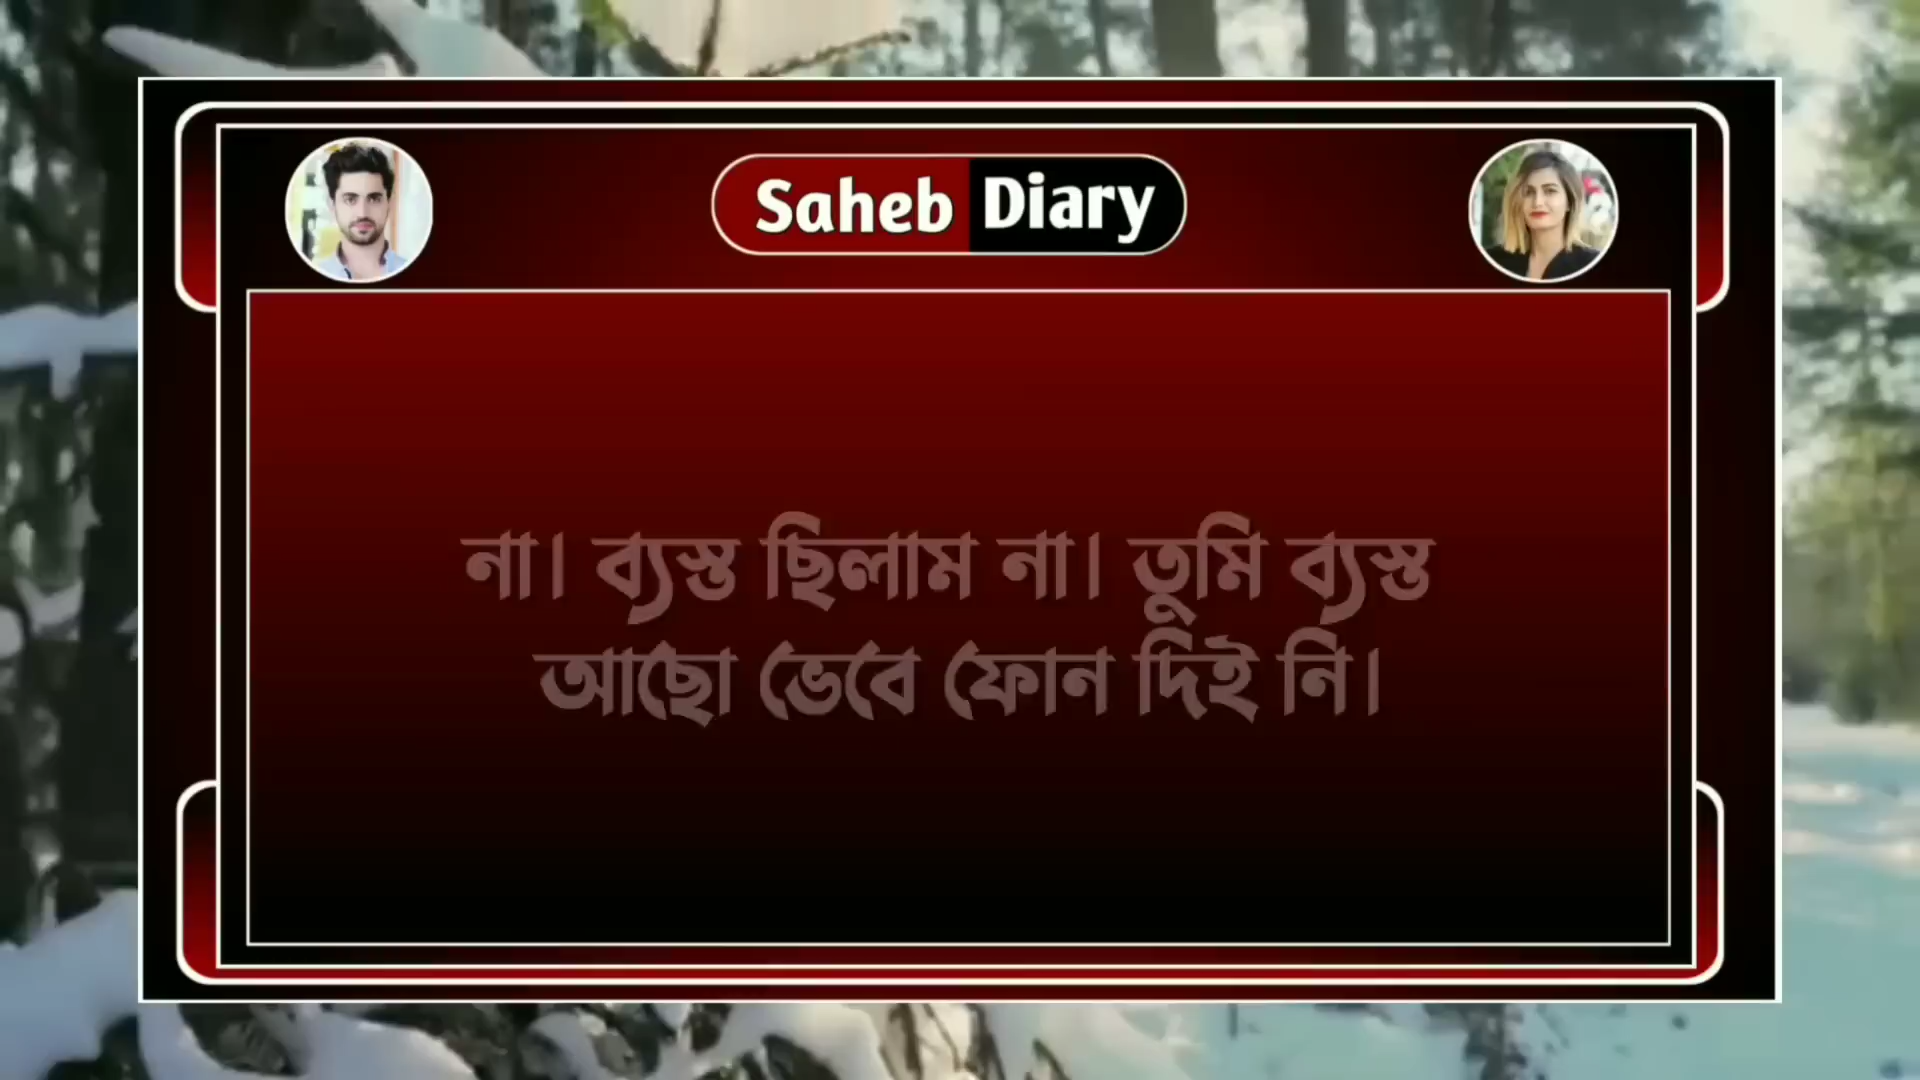 Saheb Diary
না। ব্যস্ত ছিলাম না। তুমি ব্যস্ত
আছো ভেবে ফোন দিই নি।